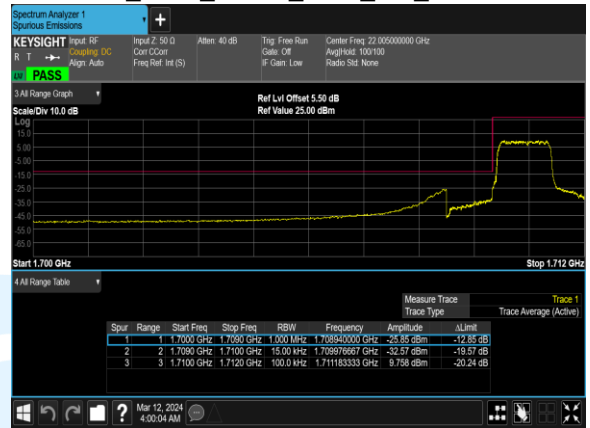 Spectrum Analyzer 1
Spurious Emissions
KEYSIGHT Input: RF Input Z: 50 Ω Atten: 40 dB Trig: Free Run Center Freq: 22.005000000 GHz
R T Coupling: DC Corr CCorr Gate: Off Avg|Hold: 100/100
Align: Auto Freq Ref: Int (S) IF Gain: Low Radio Std: None
PASS
3 All Range Graph
Ref Lvl Offset 5.50 dB
Scale/Div 10.0 dB Ref Value 25.00 dBm
Log
15.0
5.00
-5.00
-15.0
-25.0
-35.0
-45.0
-55.0
-65.0
Start 1.700 GHz Stop 1.712 GHz
4 All Range Table
Measure Trace Trace 1
Trace Type Trace Average (Active)
Spur Range Start Freq Stop Freq RBW Frequency Amplitude ΔLimit
1 1 1.7000 GHz 1.7090 GHz 1.000 MHz 1.708940000 GHz -25.85 dBm -12.85 dB
2 2 1.7090 GHz 1.7100 GHz 15.00 kHz 1.709976667 GHz -32.57 dBm -19.57 dB
3 3 1.7100 GHz 1.7120 GHz 100.0 kHz 1.711183333 GHz 9.758 dBm -20.24 dB
? Mar 12, 2024
4:00:04 AM